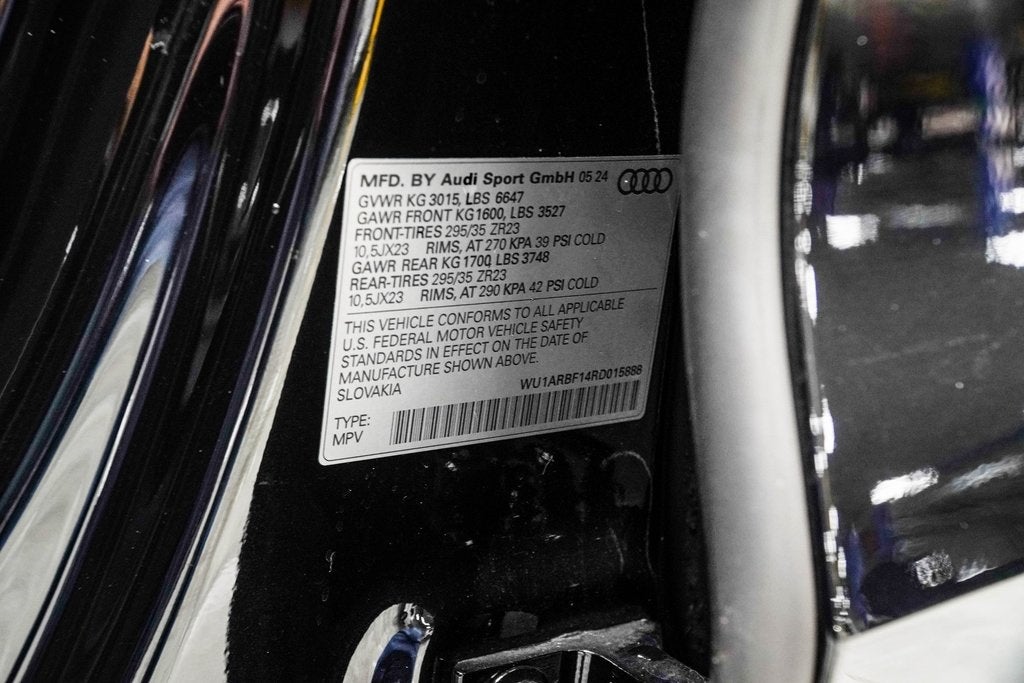 MFD. BY Audi Sport GmbH 05 24
GVWR KG 3015, LBS 6647
GAWR FRONT KG1600, LBS 3527
FRONT-TIRES 295/35 ZR23
10,5JX23 RIMS, AT 270 KPA 39 PSI COLD
GAWR REAR KG1700, LBS 3748
REAR-TIRES 295/35 ZR23
10,5JX23 RIMS, AT 290 KPA 42 PSI COLD
THIS VEHICLE CONFORMS TO ALL APPLICABLE
U.S. FEDERAL MOTOR VEHICLE SAFETY
STANDARDS IN EFFECT ON THE DATE OF
MANUFACTURE SHOWN ABOVE.
SLOVAKIA
WU1ARBF14RD015888
TYPE:
MPV